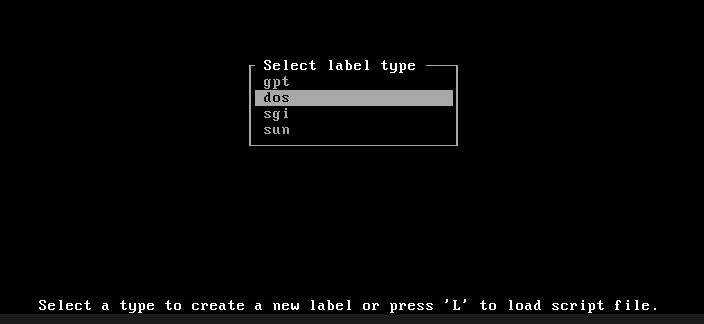 Select label type
gpt
dos
sgi
sun
Select a type to create a new label or press 'L' to load script file.